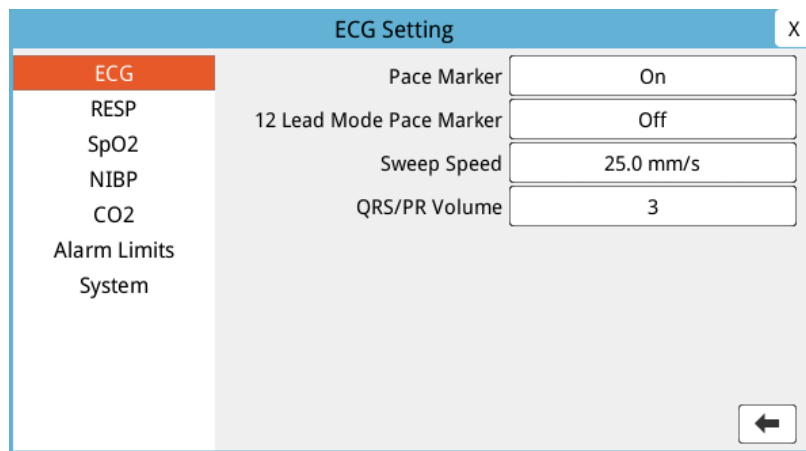 ECG Setting
X
ECG
RESP
SpO2
NIBP
CO2
Alarm Limits
System
Pace Marker On
12 Lead Mode Pace Marker Off
Sweep Speed 25.0 mm/s
QRS/PR Volume 3